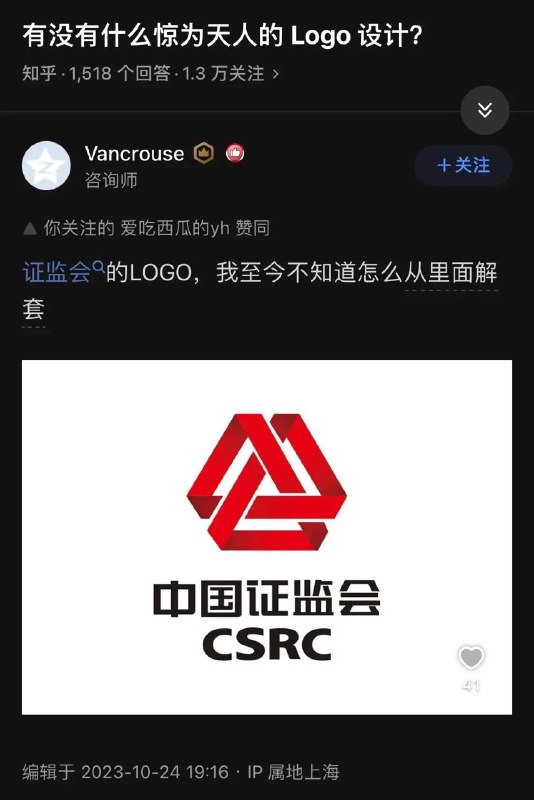 有没有什么惊为天人的 Logo 设计?
知乎 · 1,518 个回答 · 1.3 万关注 >
Vancrouse
咨询师
+关注
你关注的 爱吃西瓜的yh 赞同
证监会的LOGO，我至今不知道怎么从里面解
套
中国证监会
CSRC
41
编辑于 2023-10-24 19:16 · IP 属地上海